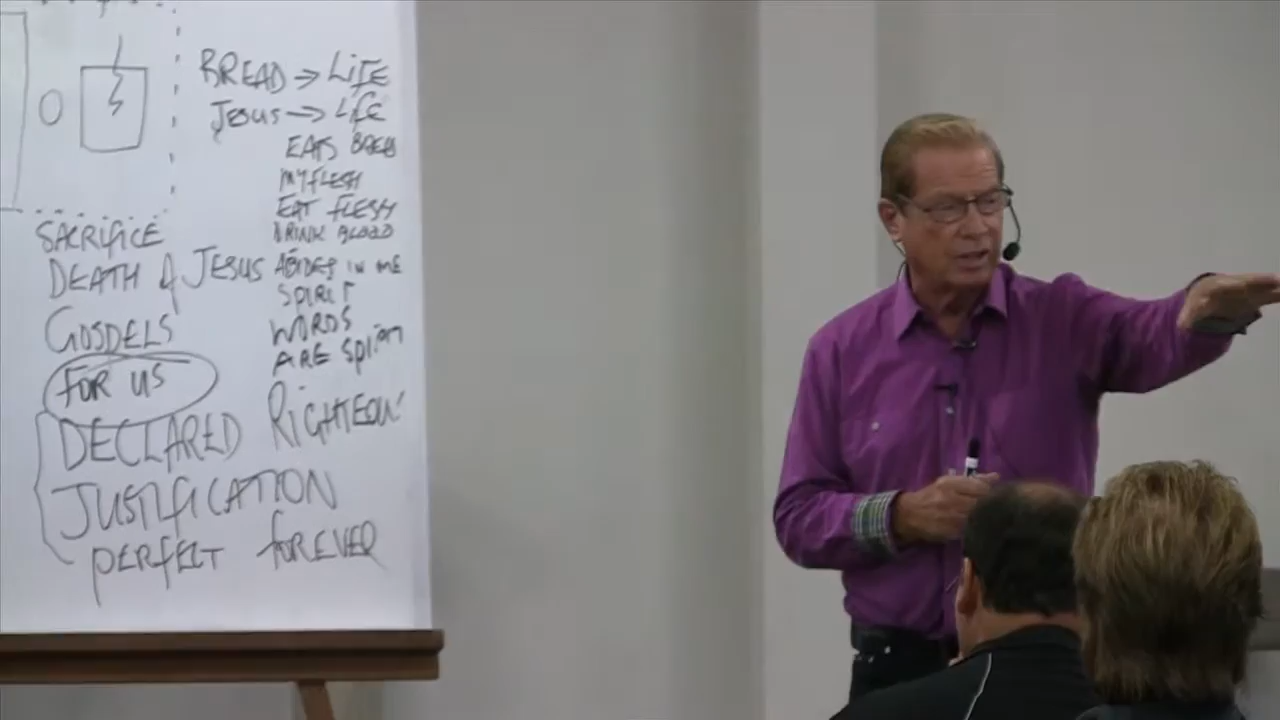 BREAD → LIFE
JESUS → LIFE
EATS BREAD
MY FLESH
EAT FLESH
DRINK BLOOD
ABIDES IN ME
SPIRIT
WORDS
ARE SPIRIT
SACRIFICE
DEATH of JESUS
GOSPELS
FOR US
DECLARED RIGHTEOUS
JUSTIFICATION
PERFECT FOREVER